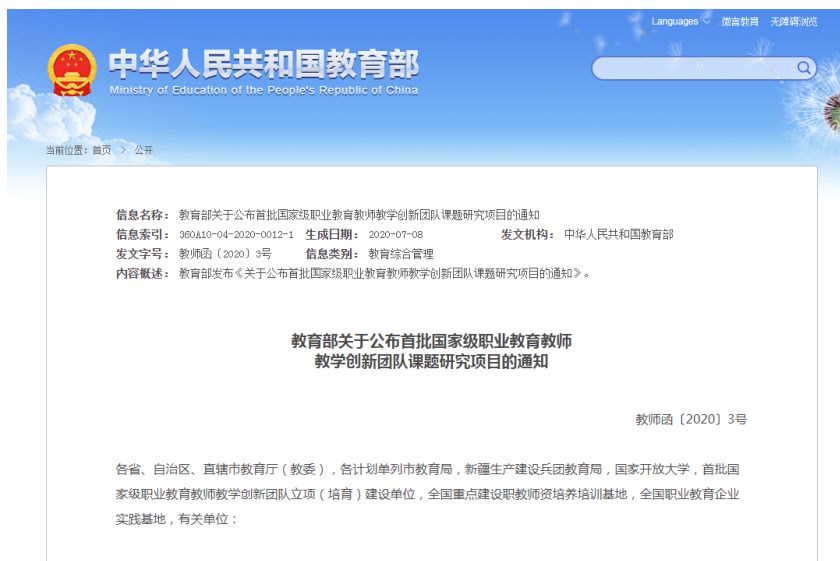 Languages 微言教育 无障碍浏览
中华人民共和国教育部
Ministry of Education of the People's Republic of China
当前位置：首页 > 公开
信息名称： 教育部关于公布首批国家级职业教育教师教学创新团队课题研究项目的通知
信息索引： 360A10-04-2020-0012-1 生成日期： 2020-07-08 发文机构： 中华人民共和国教育部
发文字号： 教师函〔2020〕3号 信息类别： 教育综合管理
内容概述： 教育部发布《关于公布首批国家级职业教育教师教学创新团队课题研究项目的通知》。
教育部关于公布首批国家级职业教育教师
教学创新团队课题研究项目的通知
教师函〔2020〕3号
各省、自治区、直辖市教育厅（教委），各计划单列市教育局，新疆生产建设兵团教育局，国家开放大学，首批国
家级职业教育教师教学创新团队立项（培育）建设单位，全国重点建设职教师资培养培训基地，全国职业教育企业
实践基地，有关单位：